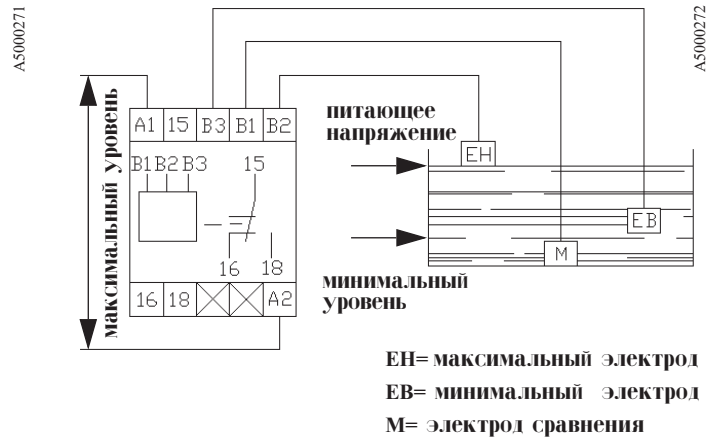 A5000271
A5000272
максимальный уровень
A1 15 B3 B1 B2
B1 B2 B3 15
16 18
16 18 A2
питающее
напряжение
EH
EB
M
минимальный
уровень
EH= максимальный электрод
EB= минимальный электрод
M= электрод сравнения